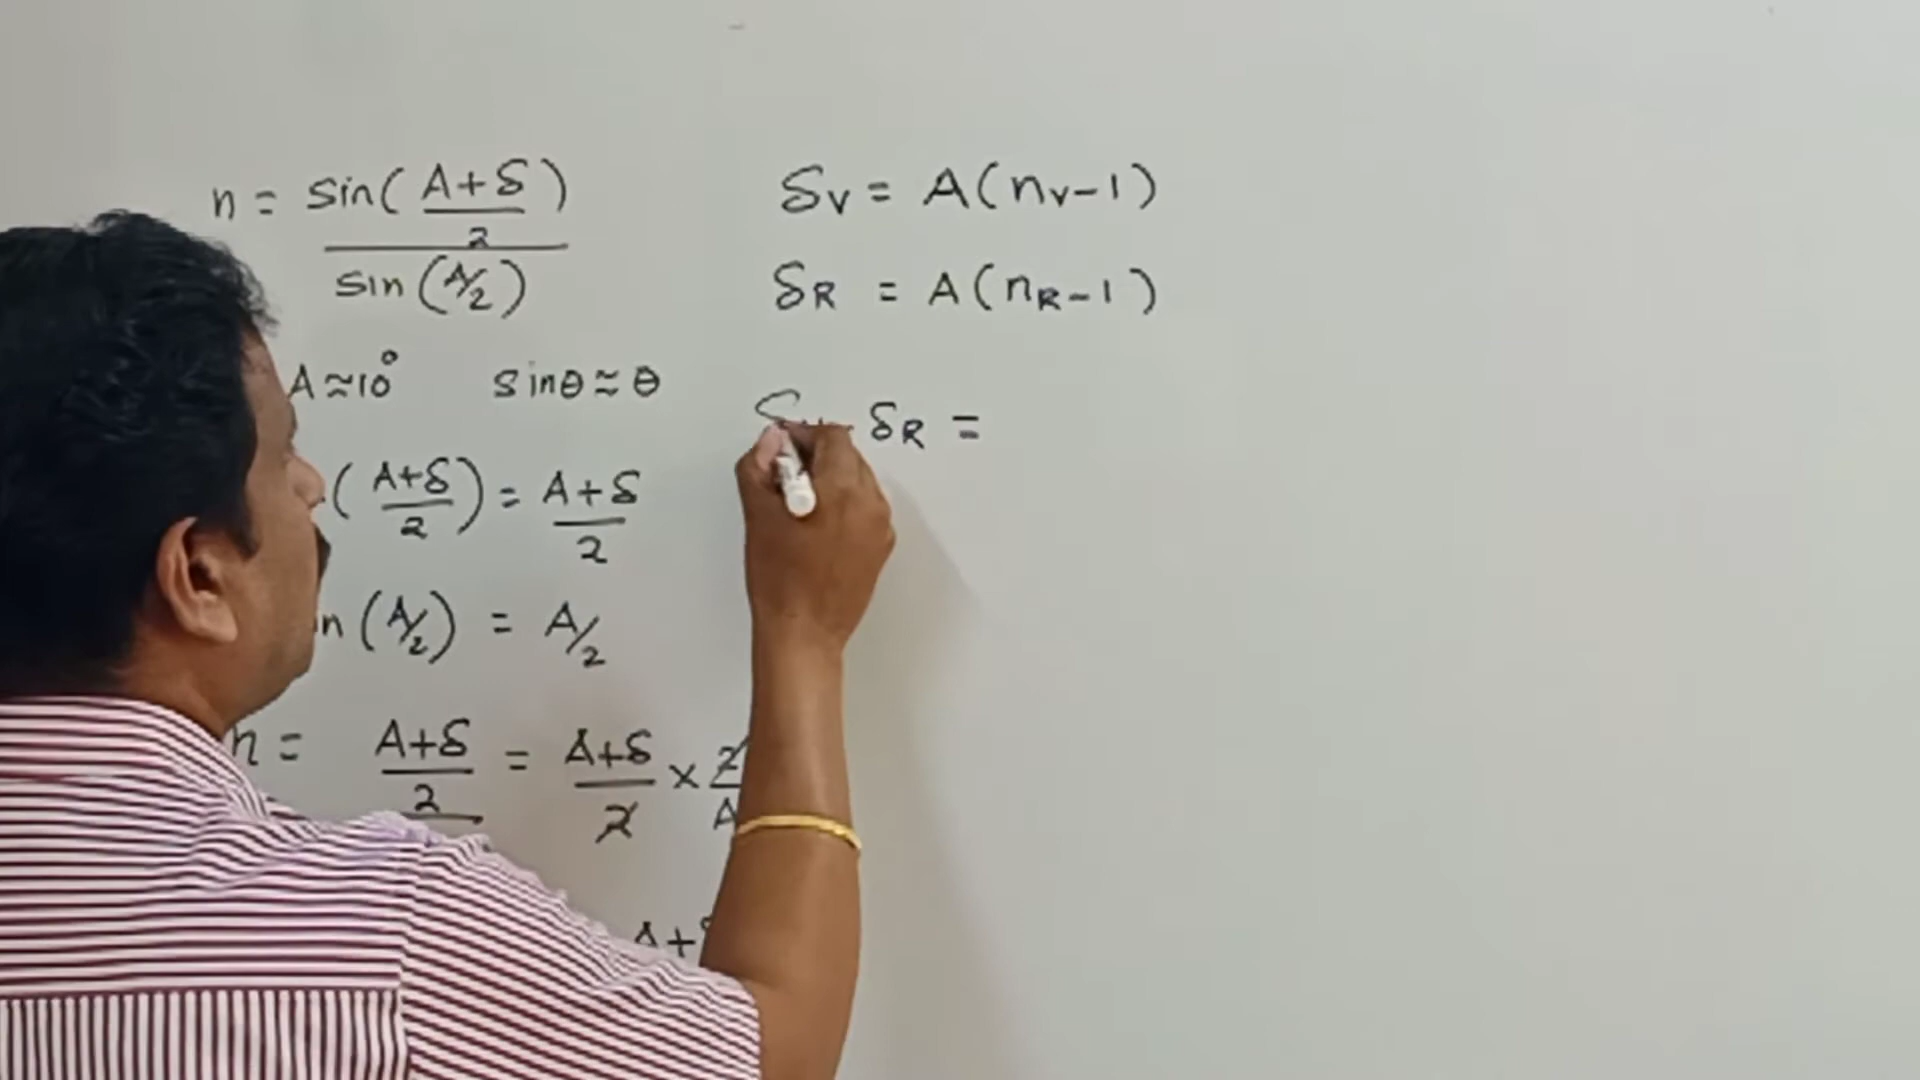 n = sin(A+δ/2)
sin(A/2)
A≈10° sinθ≈θ
(A+δ/2) = A+δ/2
n(A/2) = A/2
n = A+δ/2 = A+δ/2 × 2/A
A+
δV = A(nV-1)
δR = A(nR-1)
δR =